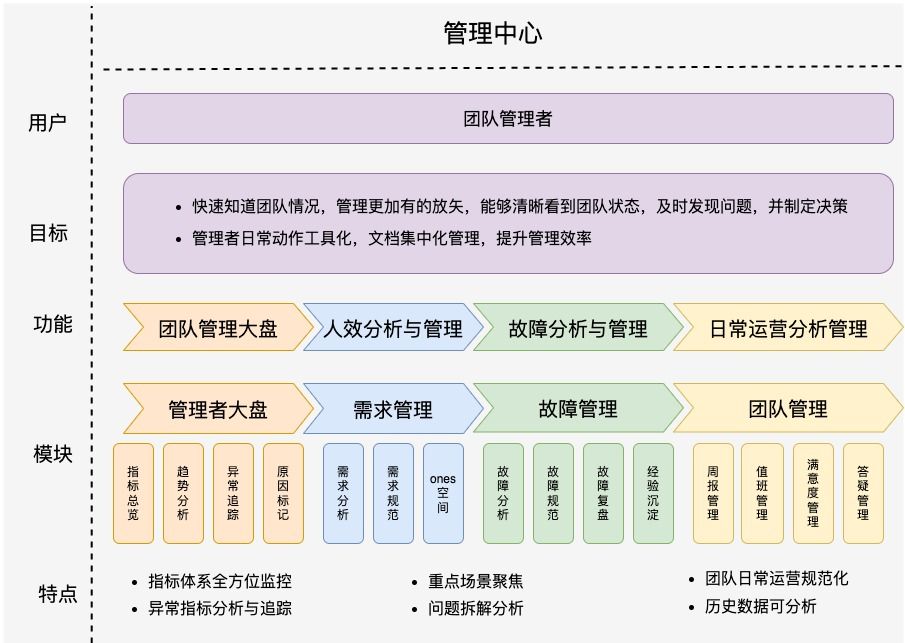 管理中心
用户
团队管理者
目标
快速知道团队情况，管理更加有的放矢，能够清晰看到团队状态，及时发现问题，并制定决策
管理者日常动作工具化，文档集中化管理，提升管理效率
功能
团队管理大盘
人效分析与管理
故障分析与管理
日常运营分析管理
模块
管理者大盘
需求管理
故障管理
团队管理
指标总览
趋势分析
异常追踪
原因标记
需求分析
需求规范
ones空间
故障分析
故障规范
故障复盘
经验沉淀
周报管理
值班管理
满意度管理
答疑管理
特点
指标体系全方位监控
异常指标分析与追踪
重点场景聚焦
问题拆解分析
团队日常运营规范化
历史数据可分析